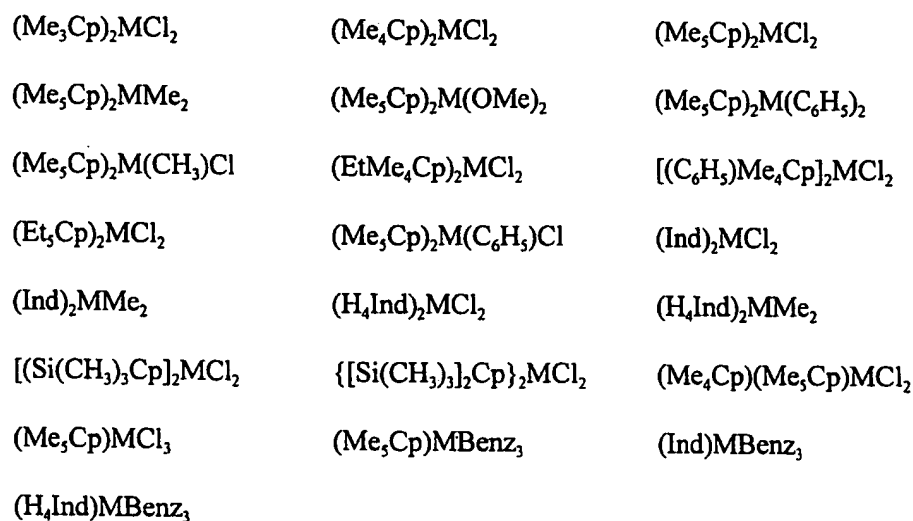 (Me₃Cp)₂MCl₂ (Me₄Cp)₂MCl₂ (Me₅Cp)₂MCl₂
(Me₅Cp)₂MMe₂ (Me₅Cp)₂M(OMe)₂ (Me₅Cp)₂M(C₆H₅)₂
(Me₅Cp)₂M(CH₃)Cl (EtMe₄Cp)₂MCl₂ [(C₆H₅)Me₄Cp]₂MCl₂
(Et₅Cp)₂MCl₂ (Me₅Cp)₂M(C₆H₅)Cl (Ind)₂MCl₂
(Ind)₂MMe₂ (H₄Ind)₂MCl₂ (H₄Ind)₂MMe₂
[(Si(CH₃)₃Cp]₂MCl₂ {[Si(CH₃)₃]₂Cp}₂MCl₂ (Me₄Cp)(Me₅Cp)MCl₂
(Me₅Cp)MCl₃ (Me₅Cp)MBenz₃ (Ind)MBenz₃
(H₄Ind)MBenz₃